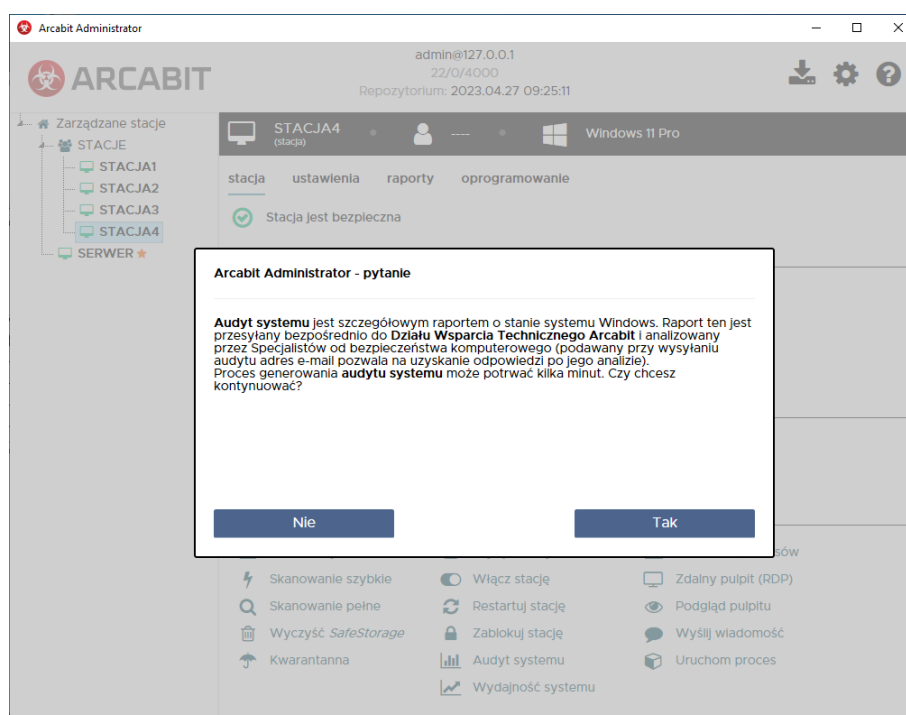 Arcabit Administrator
ARCABIT
admin@127.0.0.1
22/0/4000
Repozytorium: 2023.04.27 09:25:11
Zarządzane stacje
STACJE
STACJA1
STACJA2
STACJA3
STACJA4
SERWER
STACJA4
(stacja)
----
Windows 11 Pro
stacja ustawienia raporty oprogramowanie
Stacja jest bezpieczna
Arcabit Administrator - pytanie
Audyt systemu jest szczegółowym raportem o stanie systemu Windows. Raport ten jest
przesyłany bezpośrednio do Działu Wsparcia Technicznego Arcabit i analizowany
przez Specjalistów od bezpieczeństwa komputerowego (podawany przy wysyłaniu
audytu adres e-mail pozwala na uzyskanie odpowiedzi po jego analizie).
Proces generowania audytu systemu może potrwać kilka minut. Czy chcesz
kontynuować?
Nie Tak
Skanowanie szybkie Włącz stację Zdalny pulpit (RDP)
Skanowanie pełne Restartuj stację Podgląd pulpitu
Wyczyść SafeStorage Zablokuj stację Wyślij wiadomość
Kwarantanna Audyt systemu Uruchom proces
Wydajność systemu